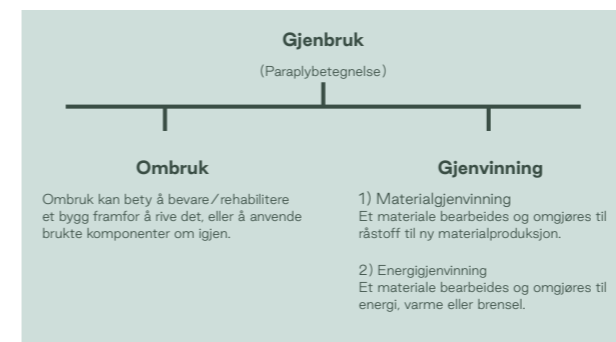 Gjenbruk
(Paraplybetegnelse)
Ombruk
Ombruk kan bety å bevare/rehabilitere
et bygg framfor å rive det, eller å anvende
brukte komponenter om igjen.
Gjenvinning
1) Materialgjenvinning
Et materiale bearbeides og omgjøres til
råstoff til ny materialproduksjon.
2) Energigjenvinning
Et materiale bearbeides og omgjøres til
energi, varme eller brensel.